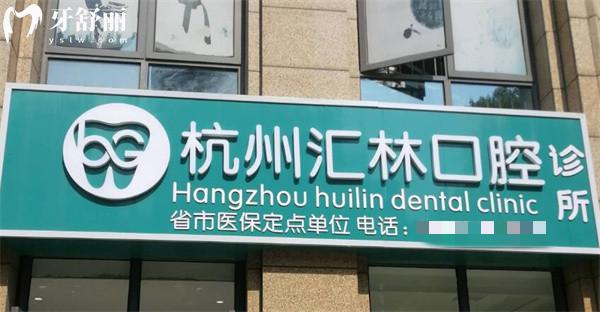 牙舒丽
yslw.com
杭州汇林口腔诊所
Hangzhou huilin dental clinic
省市医保定点单位 电话: